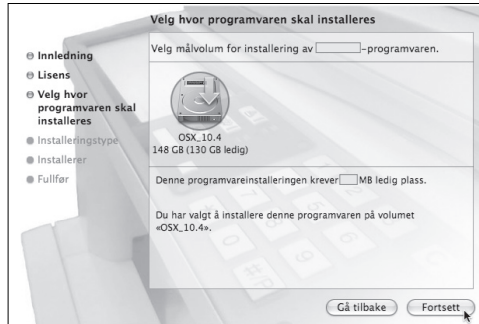 Velg hvor programvaren skal installeres
Velg målvolum for installering av -programvaren.
Innledning
Lisens
Velg hvor
programvaren skal
installeres
Installeringstype
Installerer
Fullfør
OSX_10.4
148 GB (130 GB ledig)
Denne programvareinstalleringen krever MB ledig plass.
Du har valgt å installere denne programvaren på volumet
«OSX_10.4».
Gå tilbake
Fortsett